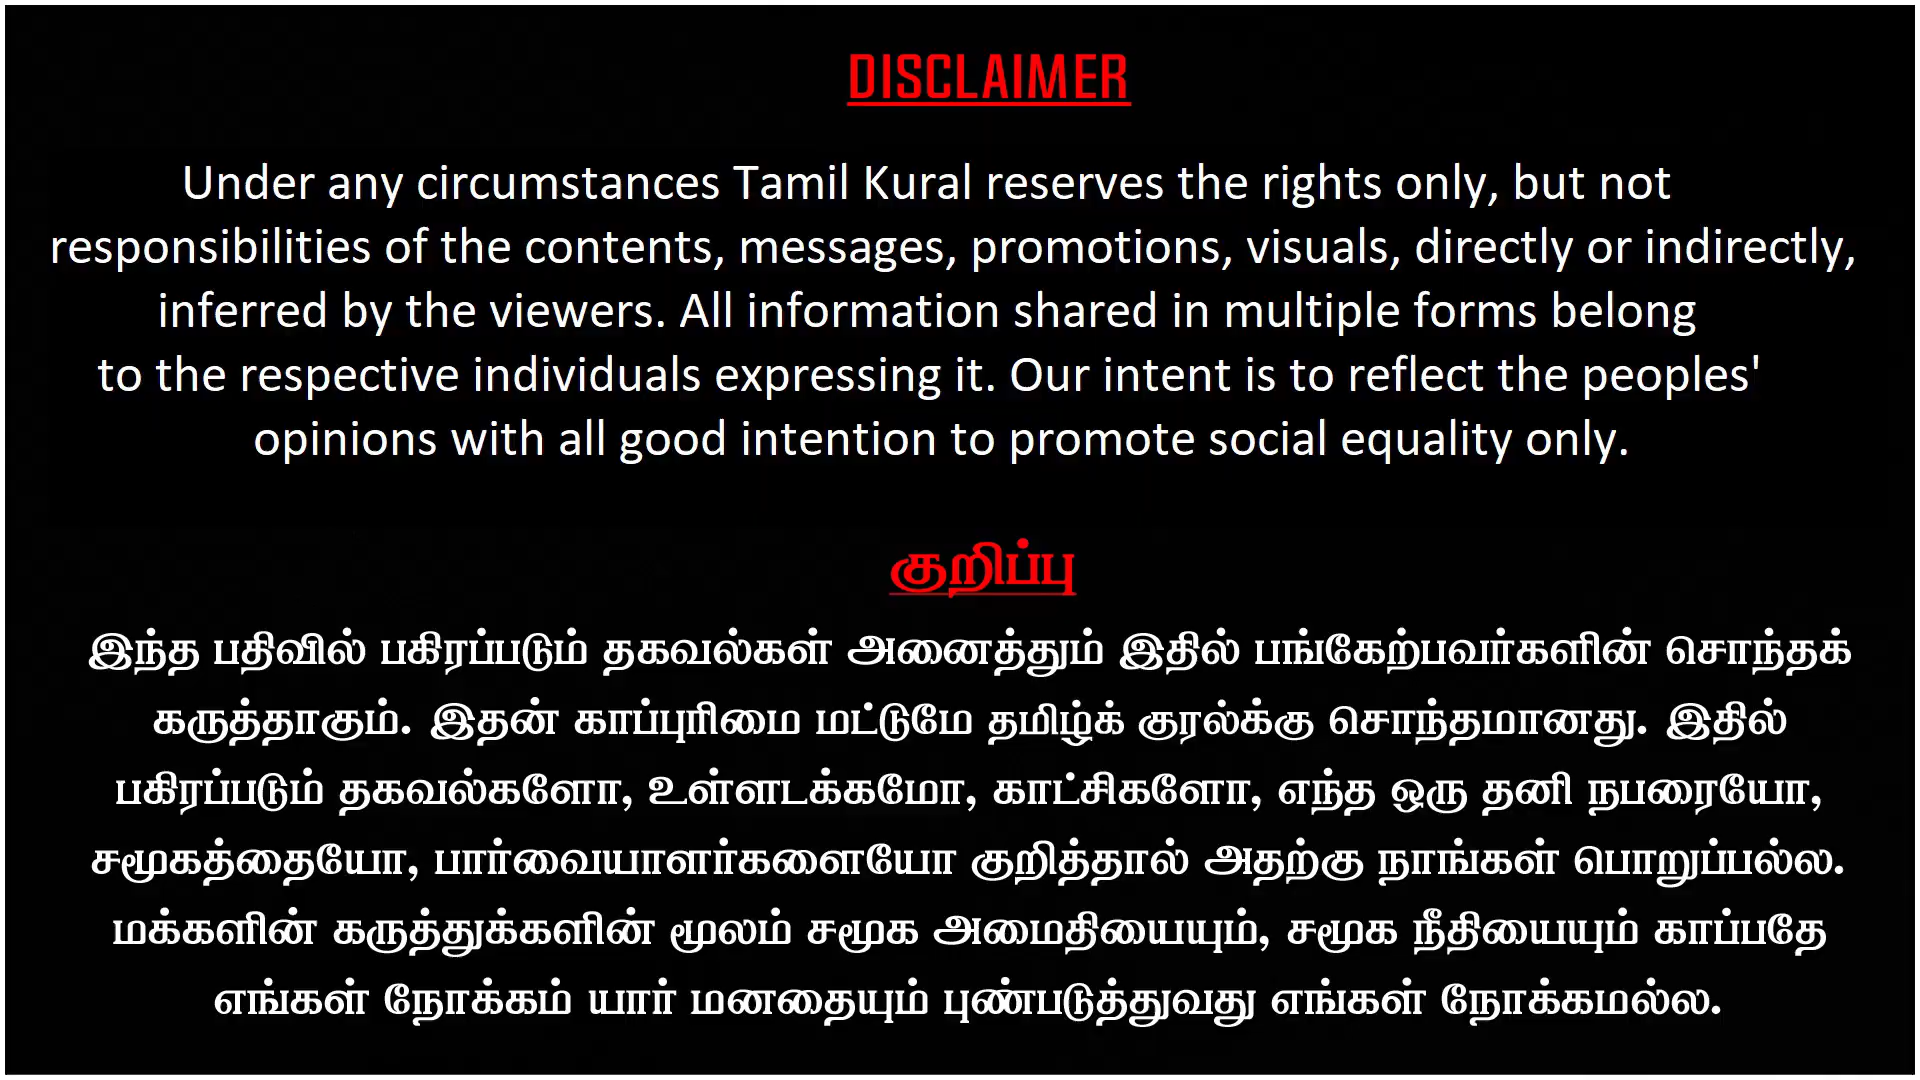 DISCLAIMER
Under any circumstances Tamil Kural reserves the rights only, but not
responsibilities of the contents, messages, promotions, visuals, directly or indirectly,
inferred by the viewers. All information shared in multiple forms belong
to the respective individuals expressing it. Our intent is to reflect the peoples'
opinions with all good intention to promote social equality only.
குறிப்பு
இந்த பதிவில் பகிரப்படும் தகவல்கள் அனைத்தும் இதில் பங்கேற்பவர்களின் சொந்தக்
கருத்தாகும். இதன் காப்புரிமை மட்டுமே தமிழ்க் குரல்க்கு சொந்தமானது. இதில்
பகிரப்படும் தகவல்களோ, உள்ளடக்கமோ, காட்சிகளோ, எந்த ஒரு தனி நபரையோ,
சமூகத்தையோ, பார்வையாளர்களையோ குறித்தால் அதற்கு நாங்கள் பொறுப்பல்ல.
மக்களின் கருத்துக்களின் மூலம் சமூக அமைதியையும், சமூக நீதியையும் காப்பதே
எங்கள் நோக்கம் யார் மனதையும் புண்படுத்துவது எங்கள் நோக்கமல்ல.